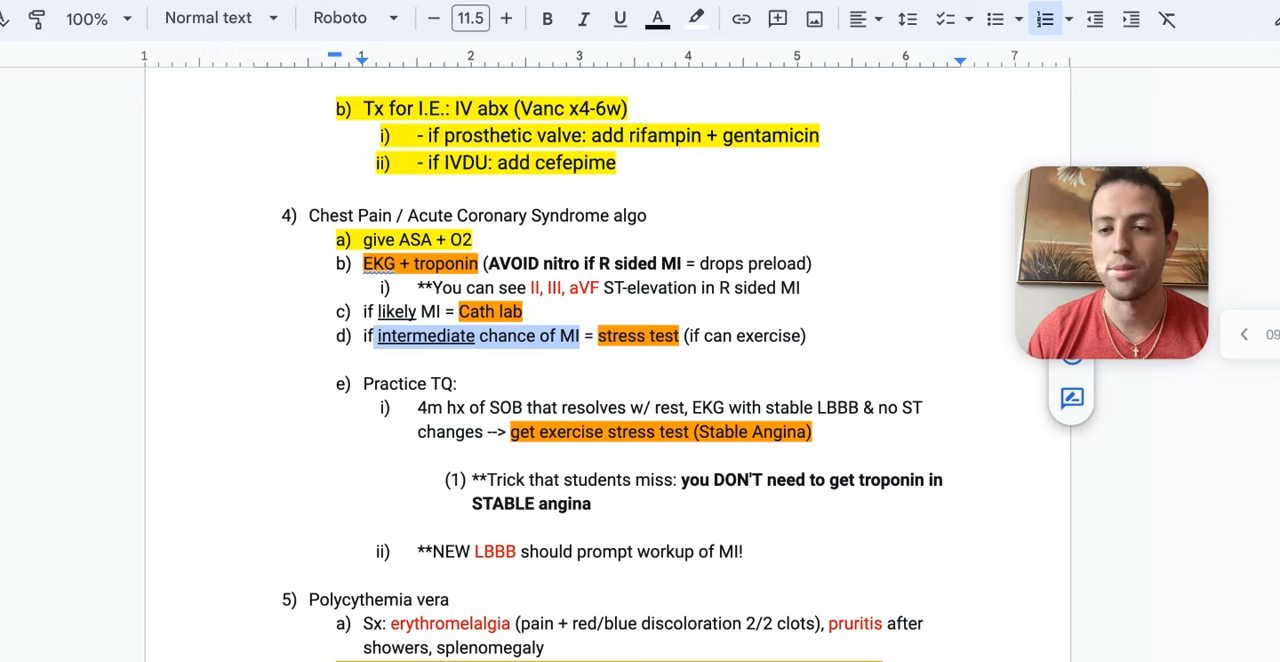 100% Normal text Roboto − 11.5 + B I U A
1 1 2 3 4 5 6 7
b) Tx for I.E.: IV abx (Vanc x4-6w)
i) - if prosthetic valve: add rifampin + gentamicin
ii) - if IVDU: add cefepime
4) Chest Pain / Acute Coronary Syndrome algo
a) give ASA + O2
b) EKG + troponin (AVOID nitro if R sided MI = drops preload)
i) **You can see II, III, aVF ST-elevation in R sided MI
c) if likely MI = Cath lab
d) if intermediate chance of MI = stress test (if can exercise)
09
e) Practice TQ:
i) 4m hx of SOB that resolves w/ rest, EKG with stable LBBB & no ST
changes --> get exercise stress test (Stable Angina)
(1) **Trick that students miss: you DON'T need to get troponin in
STABLE angina
ii) **NEW LBBB should prompt workup of MI!
5) Polycythemia vera
a) Sx: erythromelalgia (pain + red/blue discoloration 2/2 clots), pruritis after
showers, splenomegaly